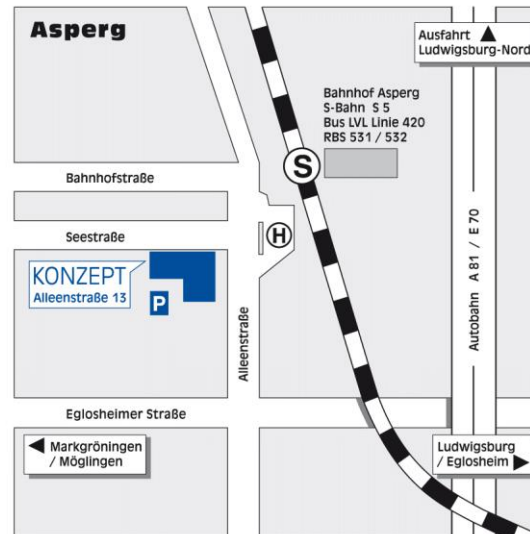 Asperg
Ausfahrt
Ludwigsburg-Nord
Bahnhof Asperg
S-Bahn S 5
Bus LVL Linie 420
RBS 531 / 532
S
Bahnhofstraße
Seestraße
H
KONZEPT
Alleenstraße 13
P
Alleenstraße
Autobahn A 81 / E 70
Eglosheimer Straße
Markgröningen
/ Möglingen
Ludwigsburg
/ Eglosheim